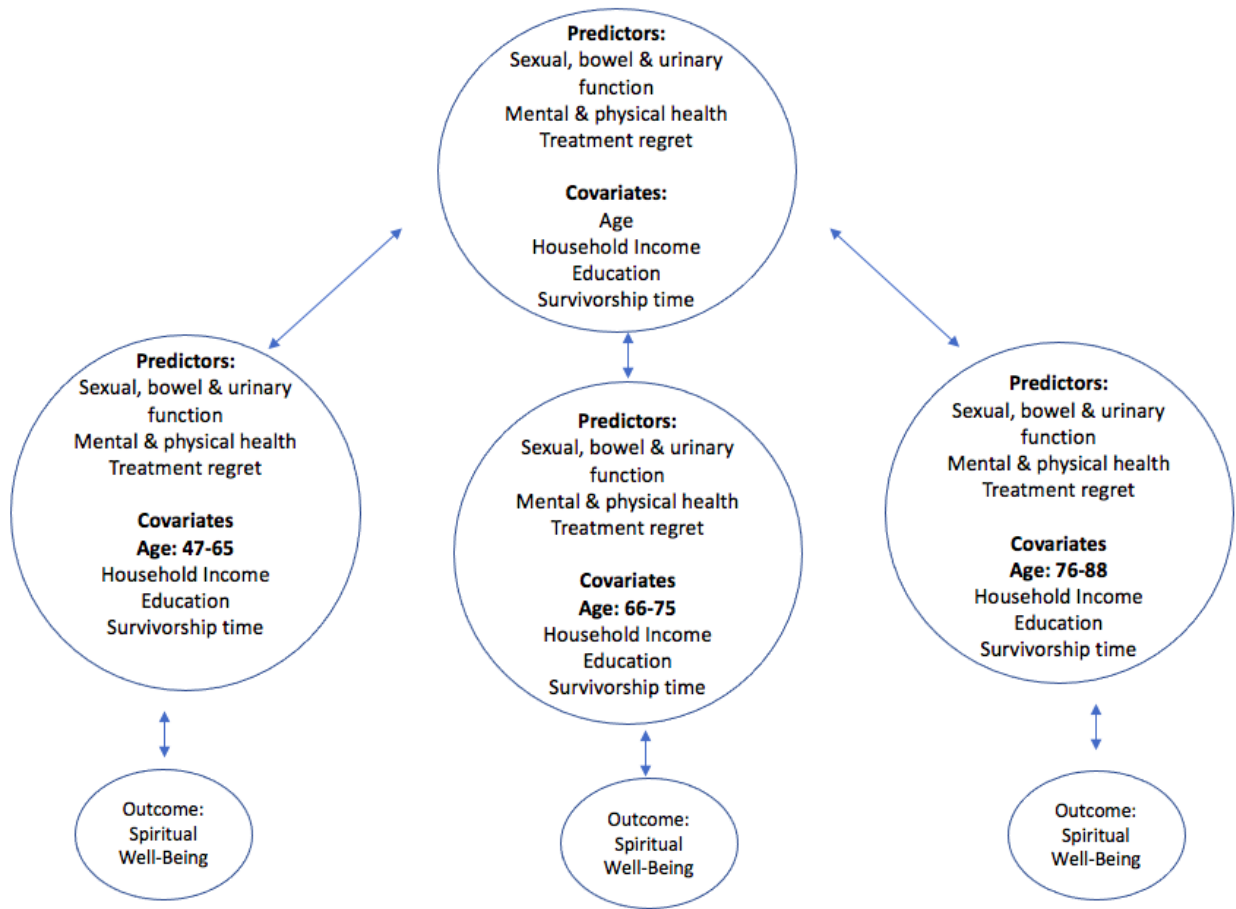 Predictors:
Sexual, bowel & urinary
function
Mental & physical health
Treatment regret
Covariates:
Age
Household Income
Education
Survivorship time
Predictors:
Sexual, bowel & urinary
function
Mental & physical health
Treatment regret
Covariates
Age: 47-65
Household Income
Education
Survivorship time
Predictors:
Sexual, bowel & urinary
function
Mental & physical health
Treatment regret
Covariates
Age: 66-75
Household Income
Education
Survivorship time
Predictors:
Sexual, bowel & urinary
function
Mental & physical health
Treatment regret
Covariates
Age: 76-88
Household Income
Education
Survivorship time
Outcome:
Spiritual
Well-Being
Outcome:
Spiritual
Well-Being
Outcome:
Spiritual
Well-Being